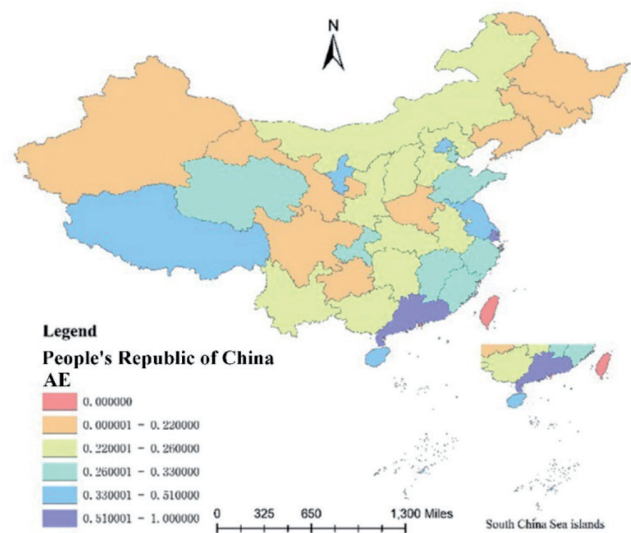 N
Legend
People's Republic of China
AE
0.000000
0.000001 - 0.220000
0.220001 - 0.260000
0.260001 - 0.330000
0.330001 - 0.510000
0.510001 - 1.000000
0 325 650 1,300 Miles
South China Sea islands